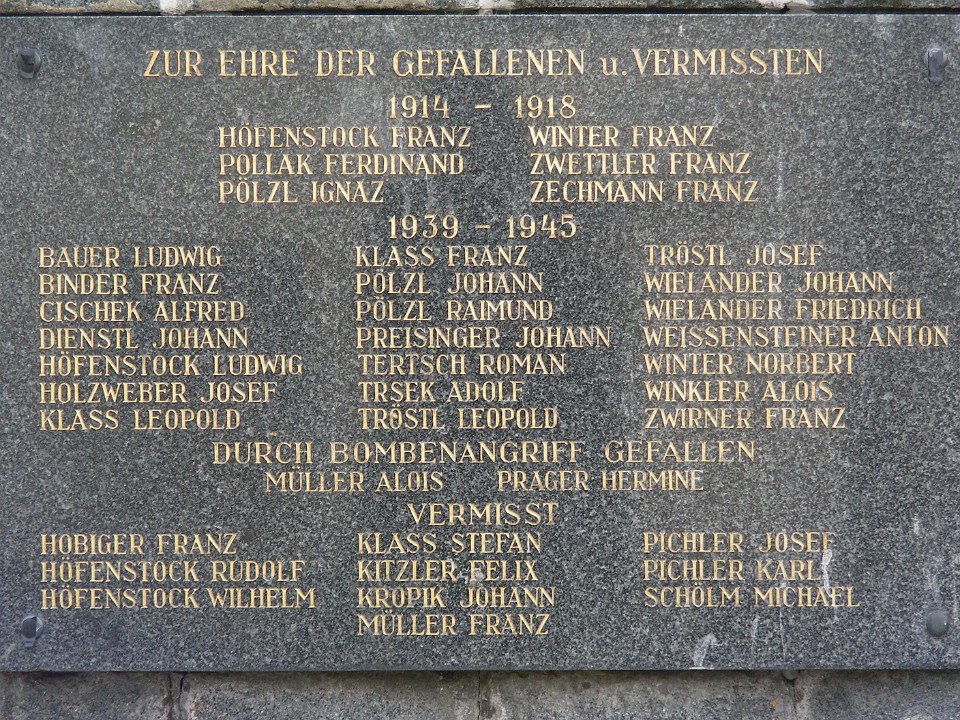 ZUR EHRE DER GEFALLENEN u. VERMISSTEN
1914 - 1918
HÖFENSTOCK FRANZ WINTER FRANZ
POLLAK FERDINAND ZWETTLER FRANZ
PÖLZL IGNAZ ZECHMANN FRANZ
1939 - 1945
BAUER LUDWIG KLASS FRANZ TRÖSTL JOSEF
BINDER FRANZ PÖLZL JOHANN WIELANDER JOHANN
CISCHEK ALFRED PÖLZL RAIMUND WIELANDER FRIEDRICH
DIENSTL JOHANN PREISINGER JOHANN WEISSENSTEINER ANTON
HÖFENSTOCK LUDWIG TERTSCH ROMAN WINTER NORBERT
HOLZWEBER JOSEF TRSEK ADOLF WINKLER ALOIS
KLASS LEOPOLD TRÖSTL LEOPOLD ZWIRNER FRANZ
DURCH BOMBENANGRIFF GEFALLEN:
MÜLLER ALOIS PRAGER HERMINE
VERMISST
HOBIGER FRANZ KLASS STEFAN PICHLER JOSEF
HÖFENSTOCK RUDOLF KITZLER FELIX PICHLER KARL
HÖFENSTOCK WILHELM KROPIK JOHANN SCHÖLM MICHAEL
MÜLLER FRANZ